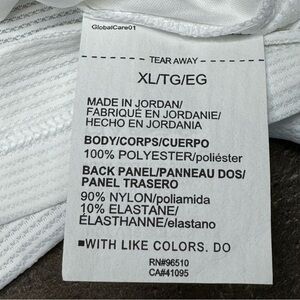 GlobalCare01
TEAR AWAY
XL/TG/EG
MADE IN JORDAN/
FABRIQUÉ EN JORDANIE/
HECHO EN JORDANIA
BODY/CORPS/CUERPO
100% POLYESTER/poliéster
BACK PANEL/PANNEAU DOS/
PANEL TRASERO
90% NYLON/poliamida
10% ELASTANE/
ÉLASTHANNE/elastano
■WITH LIKE COLORS. DO
RN#96510
CA#41095